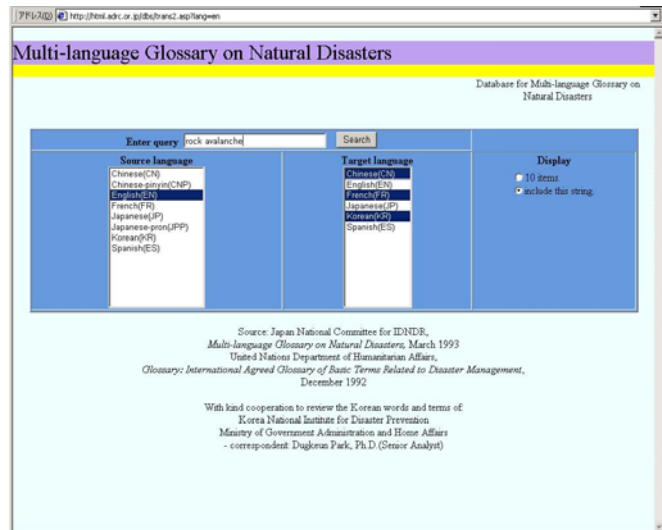 アドレス(D) http://html.adrc.or.jp/dbs/trans2.asp?lang=en
Multi-language Glossary on Natural Disasters
Database for Multi-language Glossary on
Natural Disasters
Enter query rock avalanche Search
Source language
Chinese(CN)
Chinese-pinyin(CNP)
English(EN)
French(FR)
Japanese(JP)
Japanese-pron(JPP)
Korean(KR)
Spanish(ES)
Target language
Chinese(CN)
English(EN)
French(FR)
Japanese(JP)
Korean(KR)
Spanish(ES)
Display
10 items.
include this string.
Source: Japan National Committee for IDNDR,
Multi-language Glossary on Natural Disasters, March 1993
United Nations Department of Humanitarian Affairs,
Glossary: International Agreed Glossary of Basic Terms Related to Disaster Management,
December 1992
With kind cooperation to review the Korean words and terms of:
Korea National Institute for Disaster Prevention
Ministry of Government Administration and Home Affairs
- correspondent: Dugkeun Park, Ph.D.(Senior Analyst)